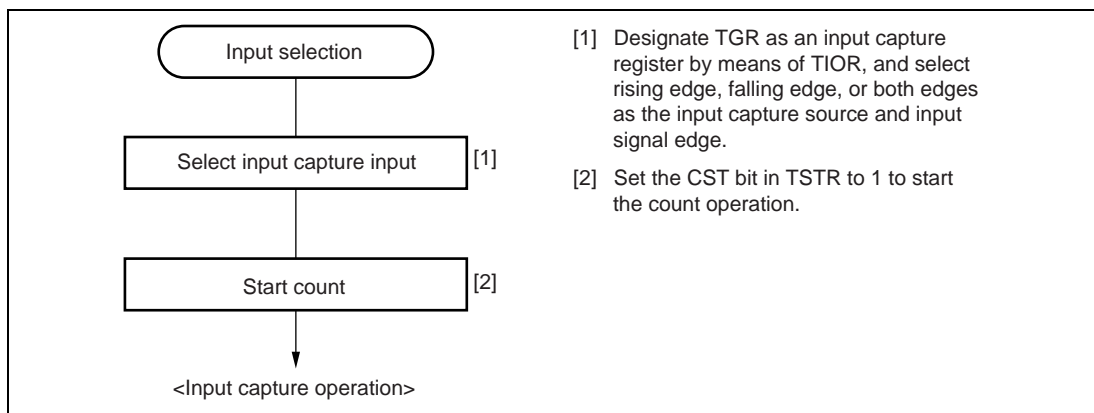 Input selection
Select input capture input
[1]
Start count
[2]
<Input capture operation>
[1] Designate TGR as an input capture
register by means of TIOR, and select
rising edge, falling edge, or both edges
as the input capture source and input
signal edge.
[2] Set the CST bit in TSTR to 1 to start
the count operation.